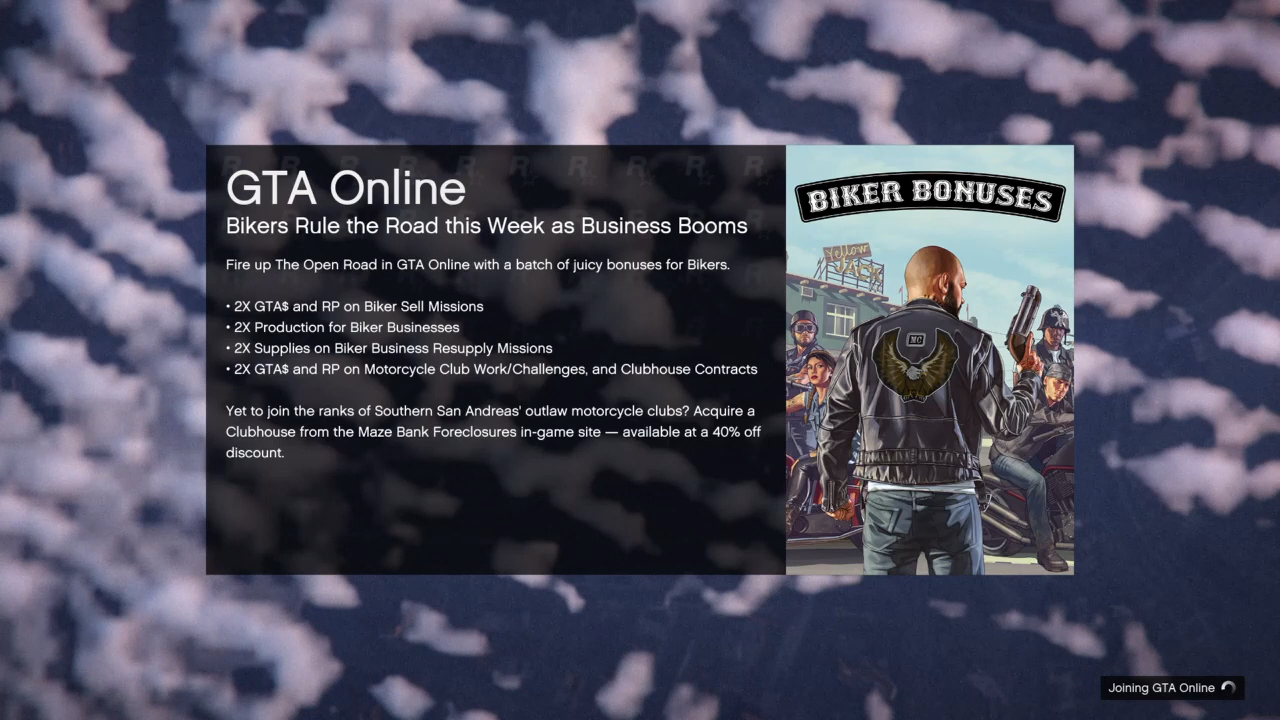 GTA Online
Bikers Rule the Road this Week as Business Booms
Fire up The Open Road in GTA Online with a batch of juicy bonuses for Bikers.
• 2X GTA$ and RP on Biker Sell Missions
• 2X Production for Biker Businesses
• 2X Supplies on Biker Business Resupply Missions
• 2X GTA$ and RP on Motorcycle Club Work/Challenges, and Clubhouse Contracts
Yet to join the ranks of Southern San Andreas' outlaw motorcycle clubs? Acquire a
Clubhouse from the Maze Bank Foreclosures in-game site — available at a 40% off
discount.
BIKER BONUSES
Yellow
JACK
MC
Joining GTA Online